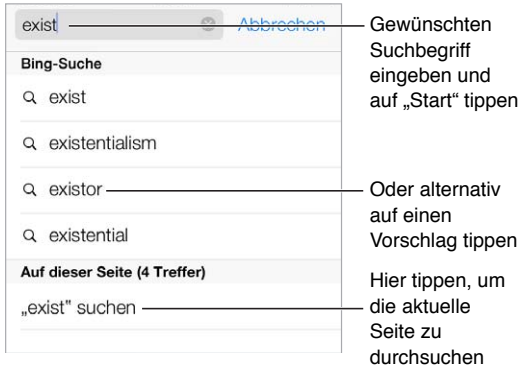 exist
Abbrechen
Bing-Suche
exist
existentialism
existor
existential
Auf dieser Seite (4 Treffer)
„exist" suchen
Gewünschten
Suchbegriff
eingeben und
auf „Start“ tippen
Oder alternativ
auf einen
Vorschlag tippen
Hier tippen, um
die aktuelle
Seite zu
durchsuchen